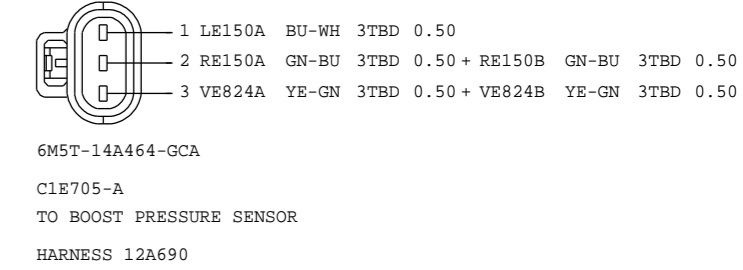 1 LE150A BU-WH 3TBD 0.50
2 RE150A GN-BU 3TBD 0.50 + RE150B GN-BU 3TBD 0.50
3 VE824A YE-GN 3TBD 0.50 + VE824B YE-GN 3TBD 0.50
6M5T-14A464-GCA
C1E705-A
TO BOOST PRESSURE SENSOR
HARNESS 12A690